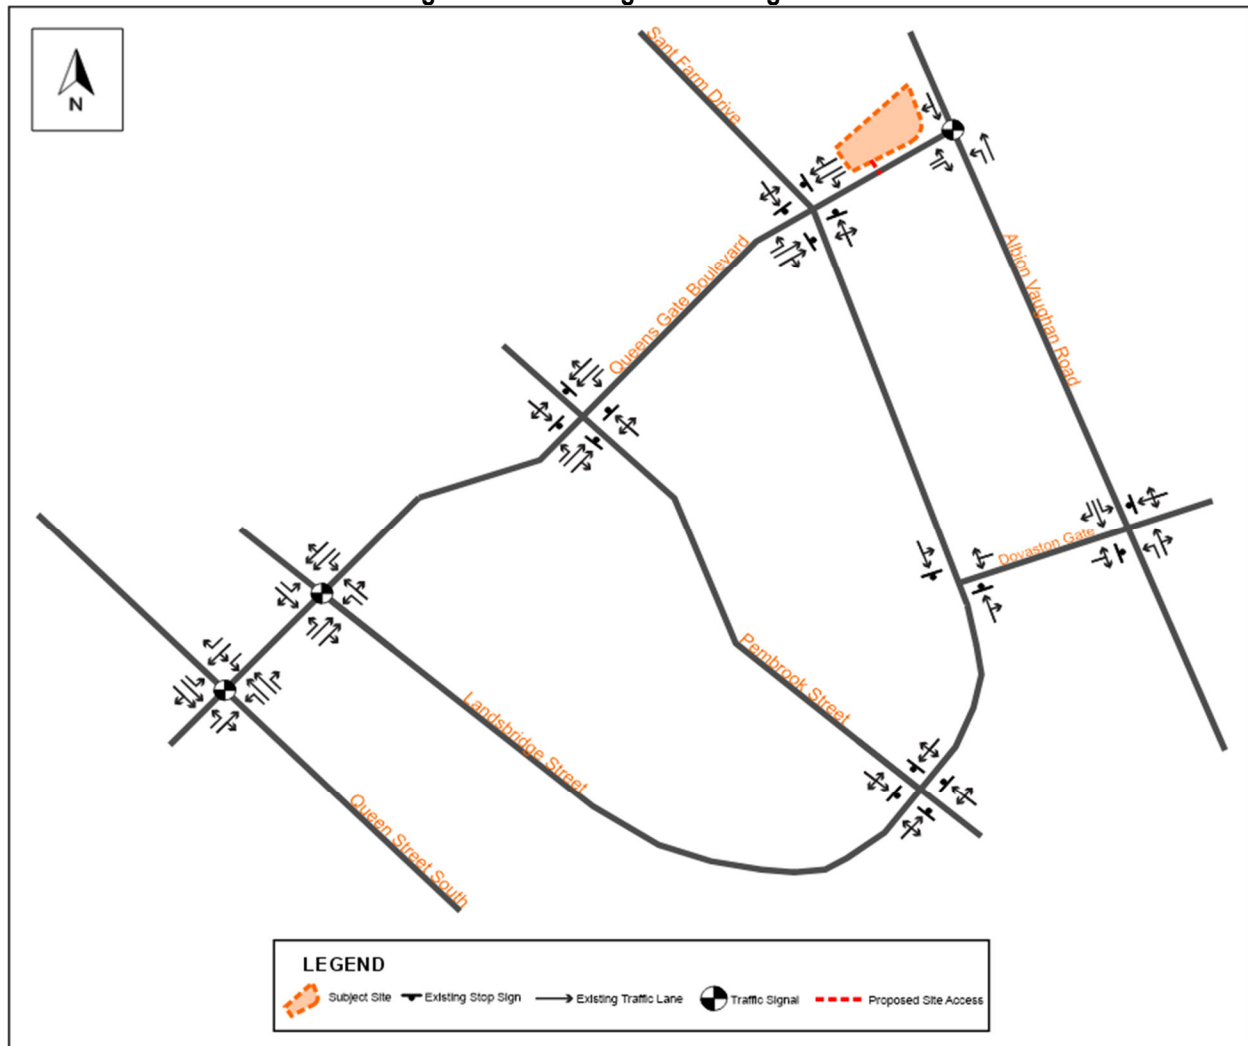 N
Sant Farm Drive
Queens Gate Boulevard
Albion Vaughan Road
Dovaston Gate
Pembrook Street
Landsbridge Street
Queen Street South
LEGEND
Subject Site Existing Stop Sign Existing Traffic Lane Traffic Signal Proposed Site Access